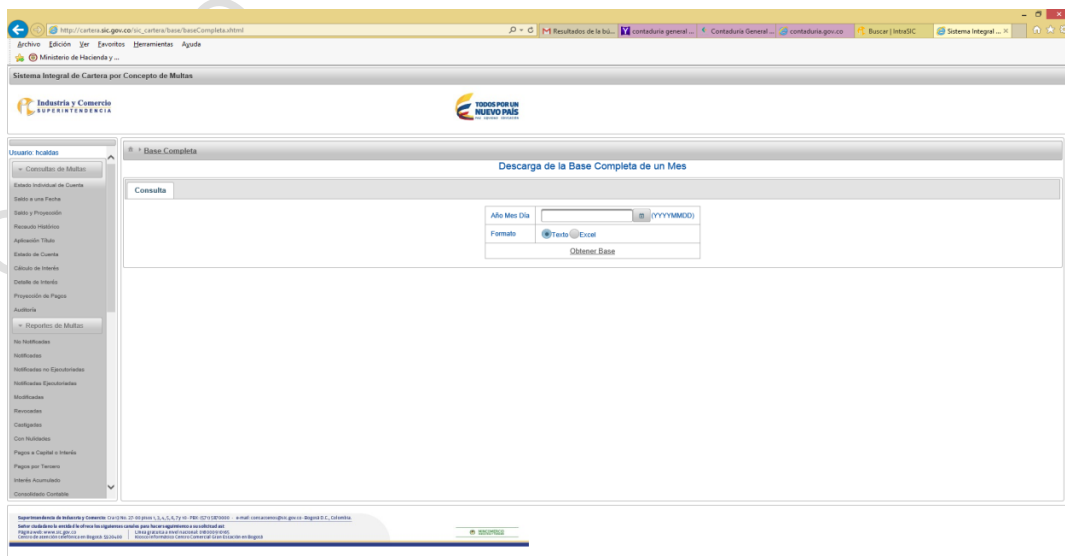 http://cartera.sic.gov.co/sic_cartera/base/baseCompleta.xhtml
Resultados de la bú...
contaduria general ...
Contaduría General ...
contaduria.gov.co
Buscar | IntraSIC
Sistema Integral ...
Archivo Edición Ver Favoritos Herramientas Ayuda
Ministerio de Hacienda y ...
Sistema Integral de Cartera por Concepto de Multas
Industria y Comercio
SUPERINTENDENCIA
TODOS POR UN
NUEVO PAÍS
Usuario: hcaldas
Consultas de Multas
Estado Individual de Cuenta
Saldo a una Fecha
Saldo y Proyección
Recaudo Histórico
Aplicación Título
Estado de Cuenta
Cálculo de Interés
Detalle de Interés
Proyección de Pagos
Auditoría
Reportes de Multas
No Notificadas
Notificadas
Notificadas no Ejecutoriadas
Notificadas Ejecutoriadas
Modificadas
Revocadas
Castigadas
Con Nulidades
Pagos a Capital o Interés
Pagos por Tercero
Interés Acumulado
Consolidado Contable
Base Completa
Descarga de la Base Completa de un Mes
Consulta
Año Mes Día (YYYYMMDD)
Formato Texto Excel
Obtener Base